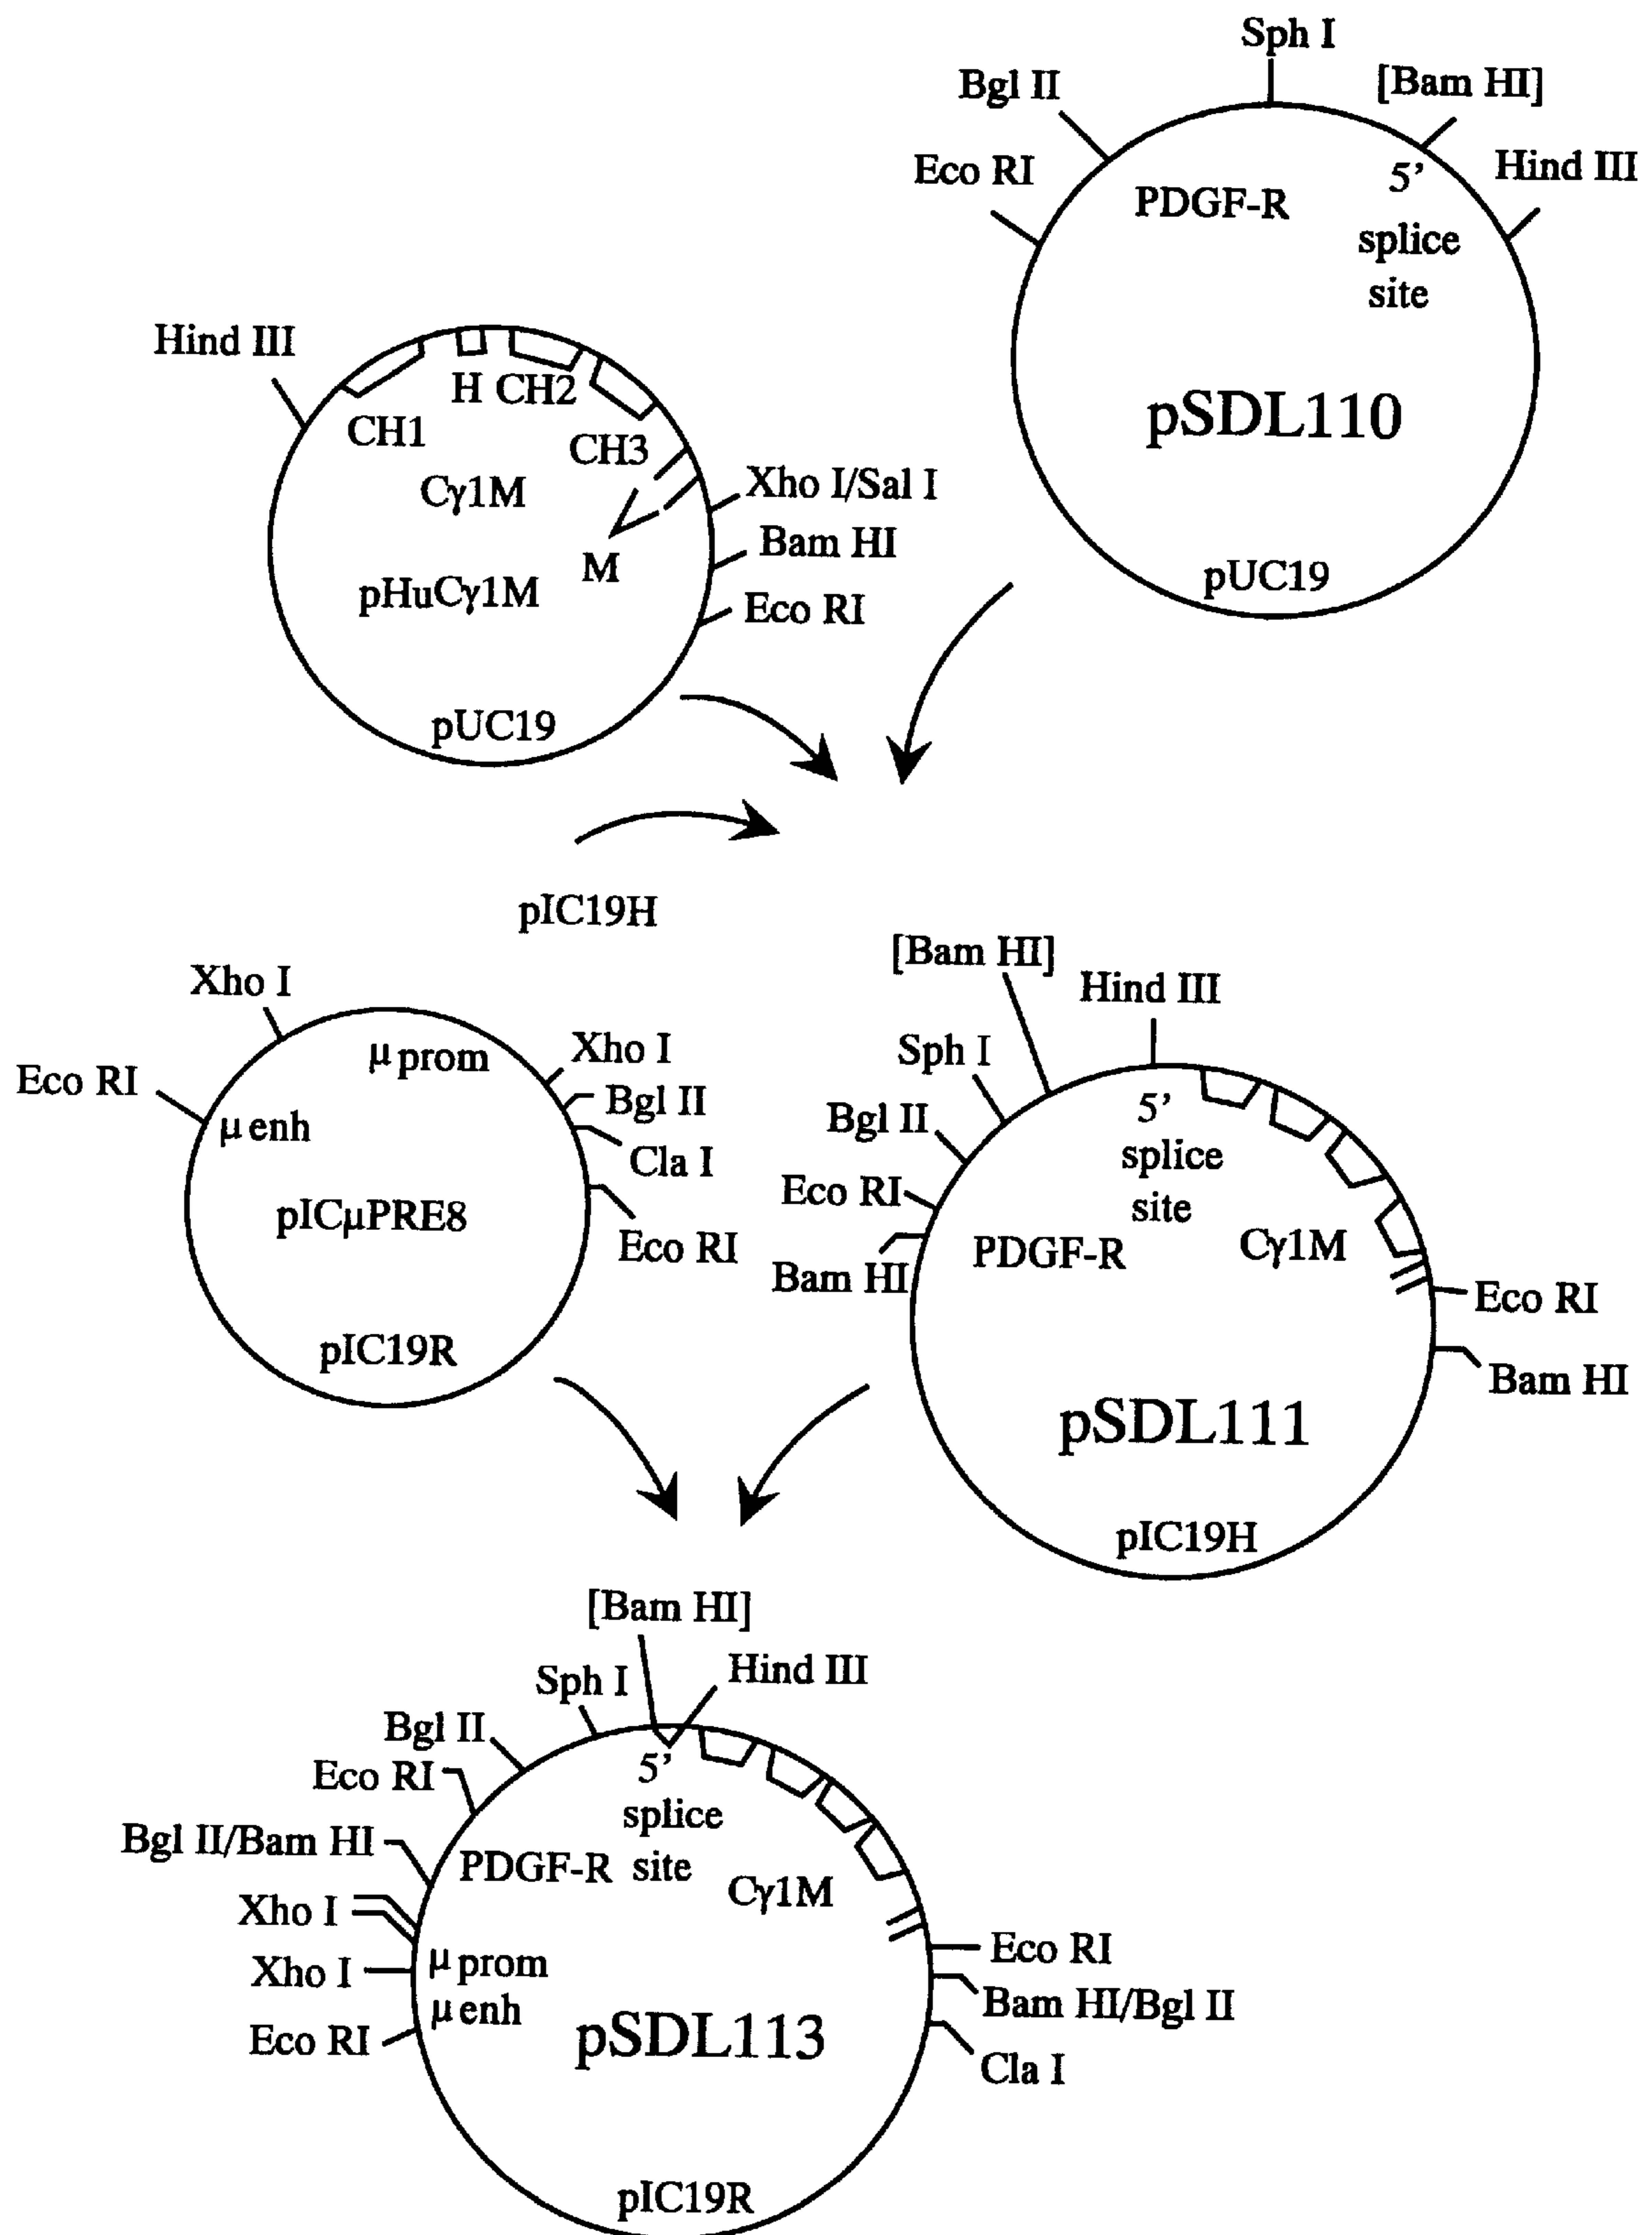 Sph I
Bgl II
[Bam HI]
Eco RI
Hind III
PDGF-R
5’
splice
site
pSDL110
pUC19
Hind III
H CH2
CH1
CH3
Cγ1M
Xho I/Sal I
Bam HI
M
pHuCγ1M
Eco RI
pUC19
pIC19H
Xho I
μ prom
Xho I
Eco RI
Bgl II
μ enh
Cla I
pICμPRE8
Eco RI
pIC19R
[Bam HI]
Hind III
Sph I
Bgl II
5’
splice
site
Eco RI
PDGF-R
Cγ1M
Bam HI
Eco RI
Bam HI
pSDL111
pIC19H
[Bam HI]
Sph I
Hind III
Bgl II
Eco RI
5’
splice
site
Bgl II/Bam HI
PDGF-R
Cγ1M
Xho I
Xho I
μ prom
μ enh
Eco RI
Eco RI
Bam HI/Bgl II
pSDL113
Cla I
pIC19R